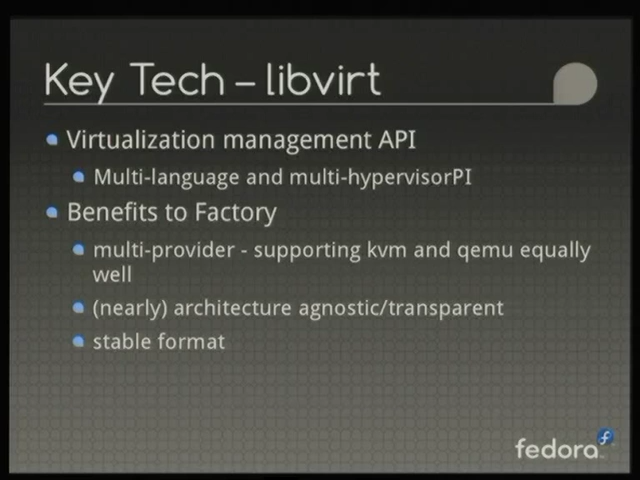 Key Tech – libvirt
Virtualization management API
Multi-language and multi-hypervisorPI
Benefits to Factory
multi-provider - supporting kvm and qemu equally
well
(nearly) architecture agnostic/transparent
stable format
fedora